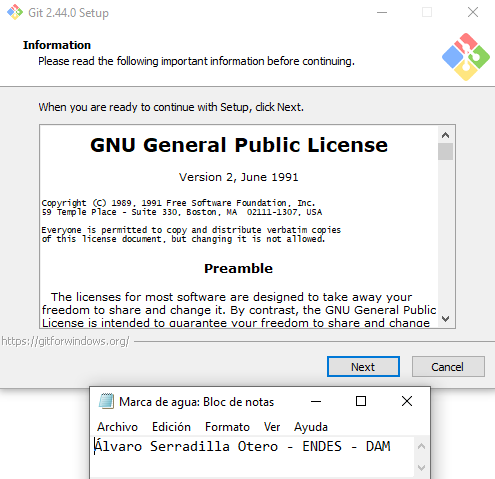 Git 2.44.0 Setup
Information
Please read the following important information before continuing.
When you are ready to continue with Setup, click Next.
GNU General Public License
Version 2, June 1991
Copyright (C) 1989, 1991 Free Software Foundation, Inc.
59 Temple Place - Suite 330, Boston, MA  02111-1307, USA
Everyone is permitted to copy and distribute verbatim copies
of this license document, but changing it is not allowed.
Preamble
The licenses for most software are designed to take away your
freedom to share and change it. By contrast, the GNU General Public
License is intended to guarantee your freedom to share and change
https://gitforwindows.org/
Next
Cancel
Marca de agua: Bloc de notas
Archivo Edición Formato Ver Ayuda
Álvaro Serradilla Otero - ENDES - DAM